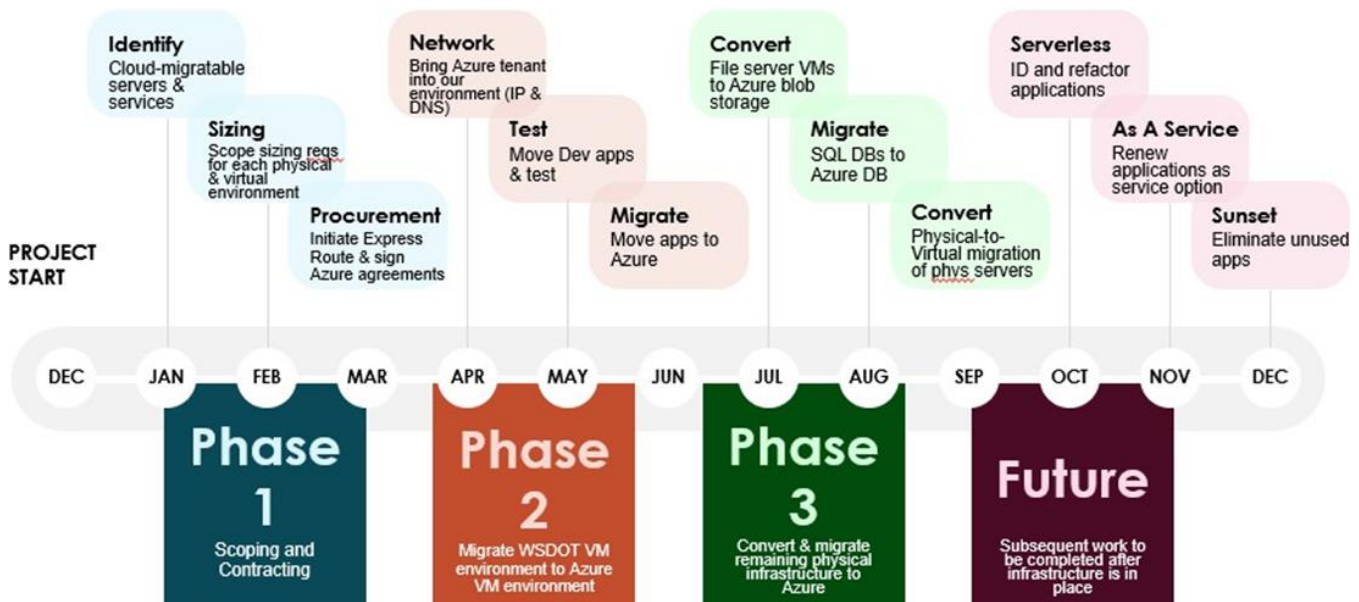 Identify
Cloud-migratable
servers &
services
Sizing
Scope sizing reqs
for each physical
& virtual
environment
Procurement
Initiate Express
Route & sign
Azure agreements
Network
Bring Azure tenant
into our
environment (IP &
DNS)
Test
Move Dev apps
& test
Migrate
Move apps to
Azure
Convert
File server VMs
to Azure blob
storage
Migrate
SQL DBs to
Azure DB
Convert
Physical-to-
Virtual migration
of phys servers
Serverless
ID and refactor
applications
As A Service
Renew
applications as
service option
Sunset
Eliminate unused
apps
PROJECT
START
DEC
JAN
FEB
MAR
APR
MAY
JUN
JUL
AUG
SEP
OCT
NOV
DEC
Phase
1
Scoping and
Contracting
Phase
2
Migrate WSDOT VM
environment to Azure
VM environment
Phase
3
Convert & migrate
remaining physical
infrastructure to
Azure
Future
Subsequent work to
be completed after
infrastructure is in
place